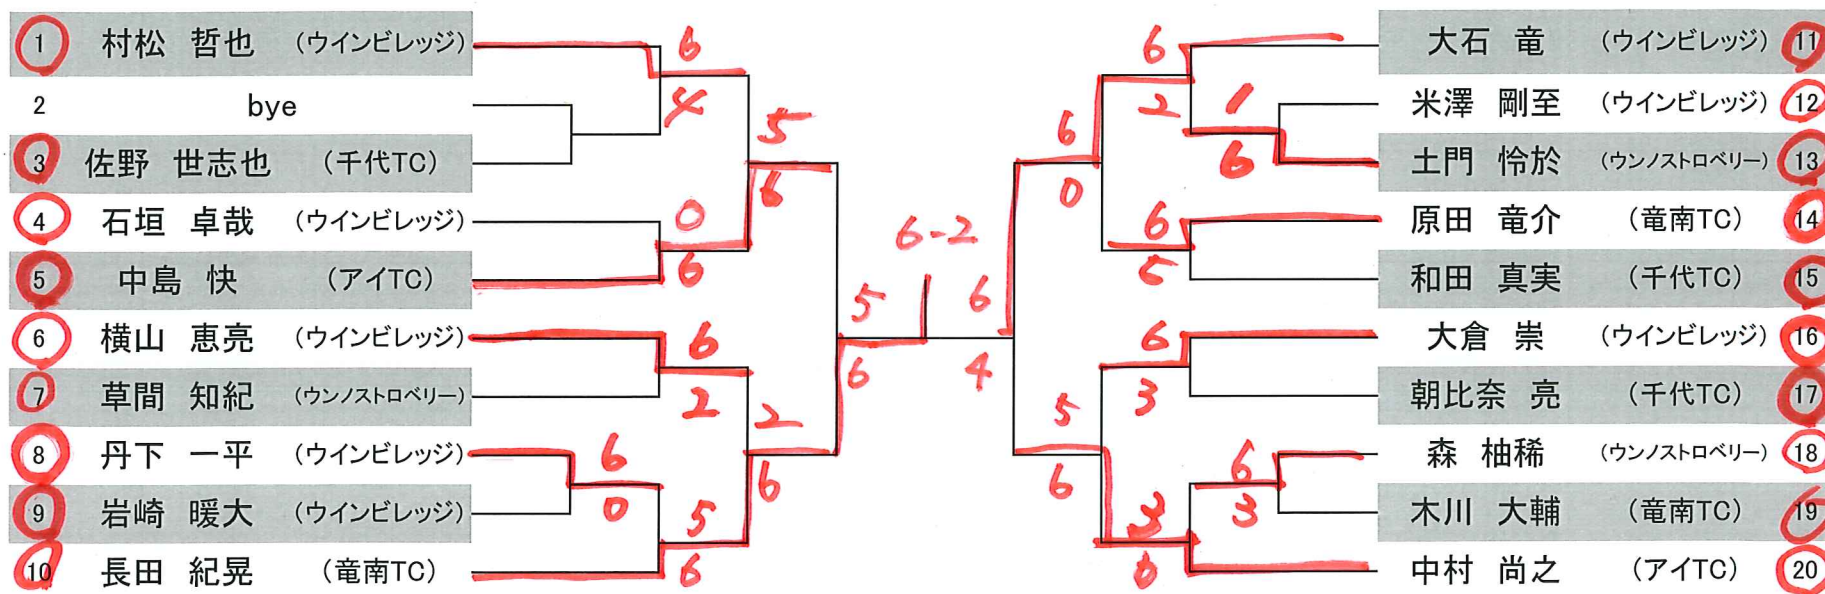 1 村松 哲也 (ウインビレッジ)
2 bye
3 佐野 世志也 (千代TC)
4 石垣 卓哉 (ウインビレッジ)
5 中島 快 (アイTC)
6 横山 恵亮 (ウインビレッジ)
7 草間 知紀 (ウンノストロベリー)
8 丹下 一平 (ウインビレッジ)
9 岩崎 暖大 (ウインビレッジ)
10 長田 紀晃 (竜南TC)
6
4
0
6
6
2
6
0
5
6
5
6
2
6
5
6
6-2
6
4
6
0
5
6
6
2
1
6
6
5
6
3
6
3
3
6
大石 竜 (ウインビレッジ) 11
米澤 剛至 (ウインビレッジ) 12
土門 怜於 (ウンノストロベリー) 13
原田 竜介 (竜南TC) 14
和田 真実 (千代TC) 15
大倉 崇 (ウインビレッジ) 16
朝比奈 亮 (千代TC) 17
森 柚稀 (ウンノストロベリー) 18
木川 大輔 (竜南TC) 19
中村 尚之 (アイTC) 20